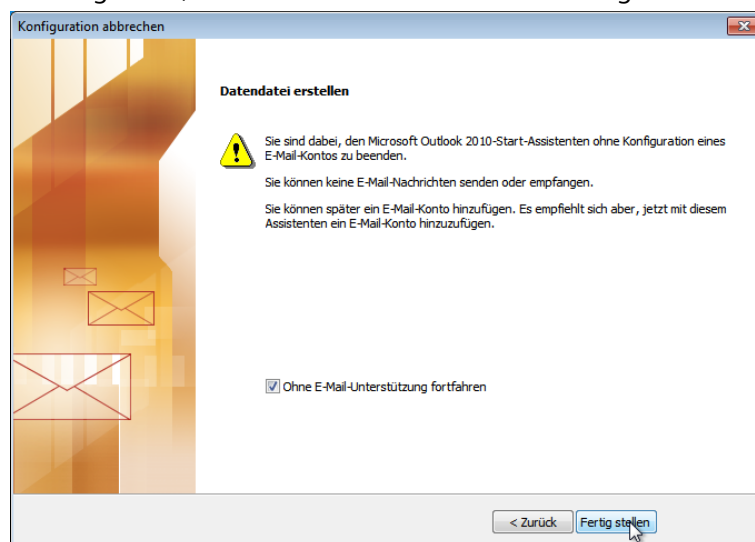 Konfiguration abbrechen
Datendatei erstellen
Sie sind dabei, den Microsoft Outlook 2010-Start-Assistenten ohne Konfiguration eines
E-Mail-Kontos zu beenden.
Sie können keine E-Mail-Nachrichten senden oder empfangen.
Sie können später ein E-Mail-Konto hinzufügen. Es empfiehlt sich aber, jetzt mit diesem
Assistenten ein E-Mail-Konto hinzuzufügen.
Ohne E-Mail-Unterstützung fortfahren
< Zurück
Fertig stellen